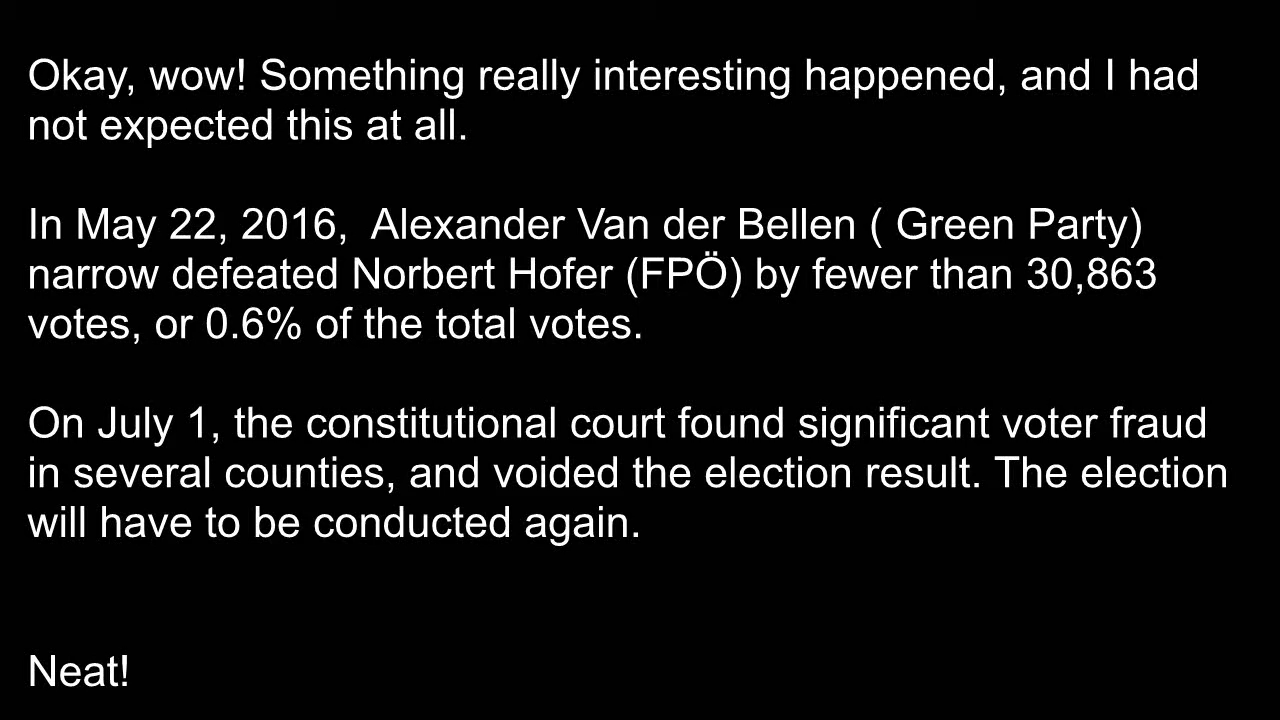 Okay, wow! Something really interesting happened, and I had
not expected this at all.
In May 22, 2016,  Alexander Van der Bellen ( Green Party)
narrow defeated Norbert Hofer (FPÖ) by fewer than 30,863
votes, or 0.6% of the total votes.
On July 1, the constitutional court found significant voter fraud
in several counties, and voided the election result. The election
will have to be conducted again.
Neat!